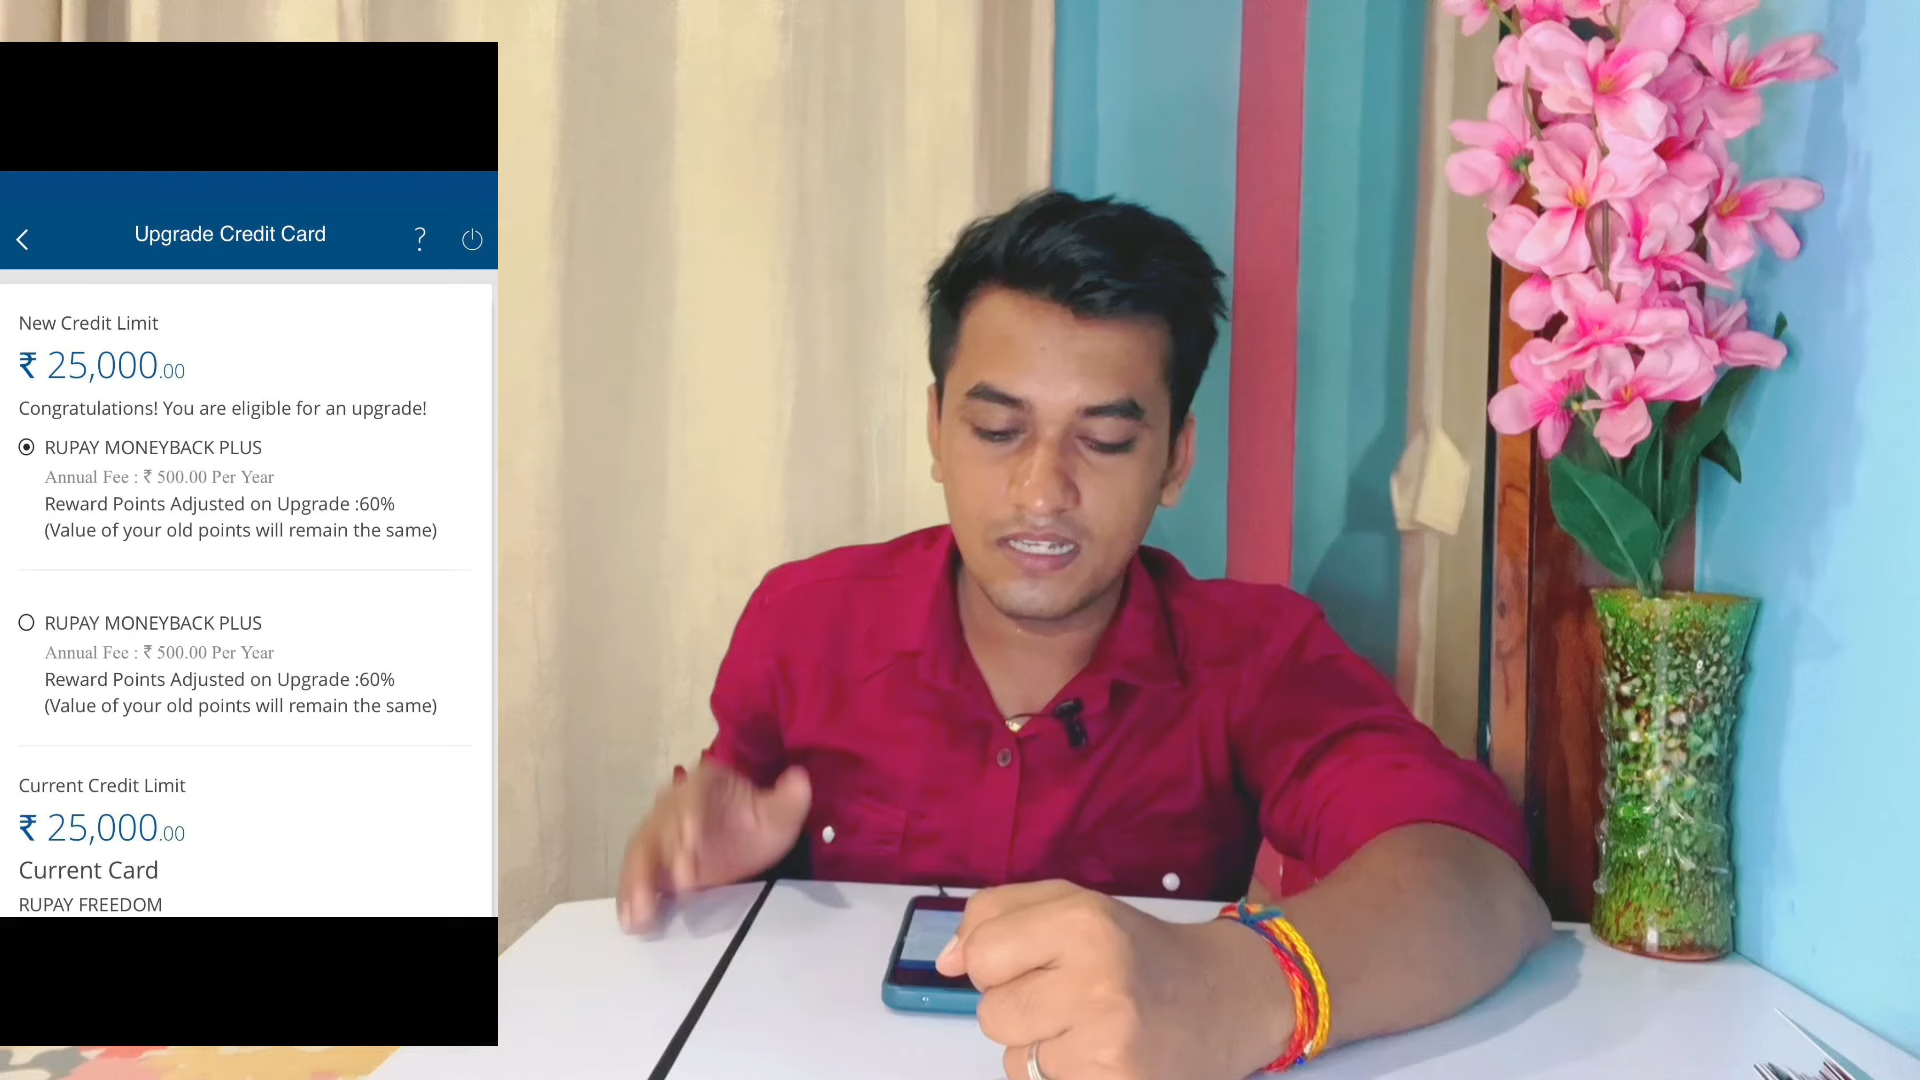 Upgrade Credit Card
New Credit Limit
₹ 25,000.00
Congratulations! You are eligible for an upgrade!
RUPAY MONEYBACK PLUS
Annual Fee : ₹ 500.00 Per Year
Reward Points Adjusted on Upgrade :60%
(Value of your old points will remain the same)
RUPAY MONEYBACK PLUS
Annual Fee : ₹ 500.00 Per Year
Reward Points Adjusted on Upgrade :60%
(Value of your old points will remain the same)
Current Credit Limit
₹ 25,000.00
Current Card
RUPAY FREEDOM